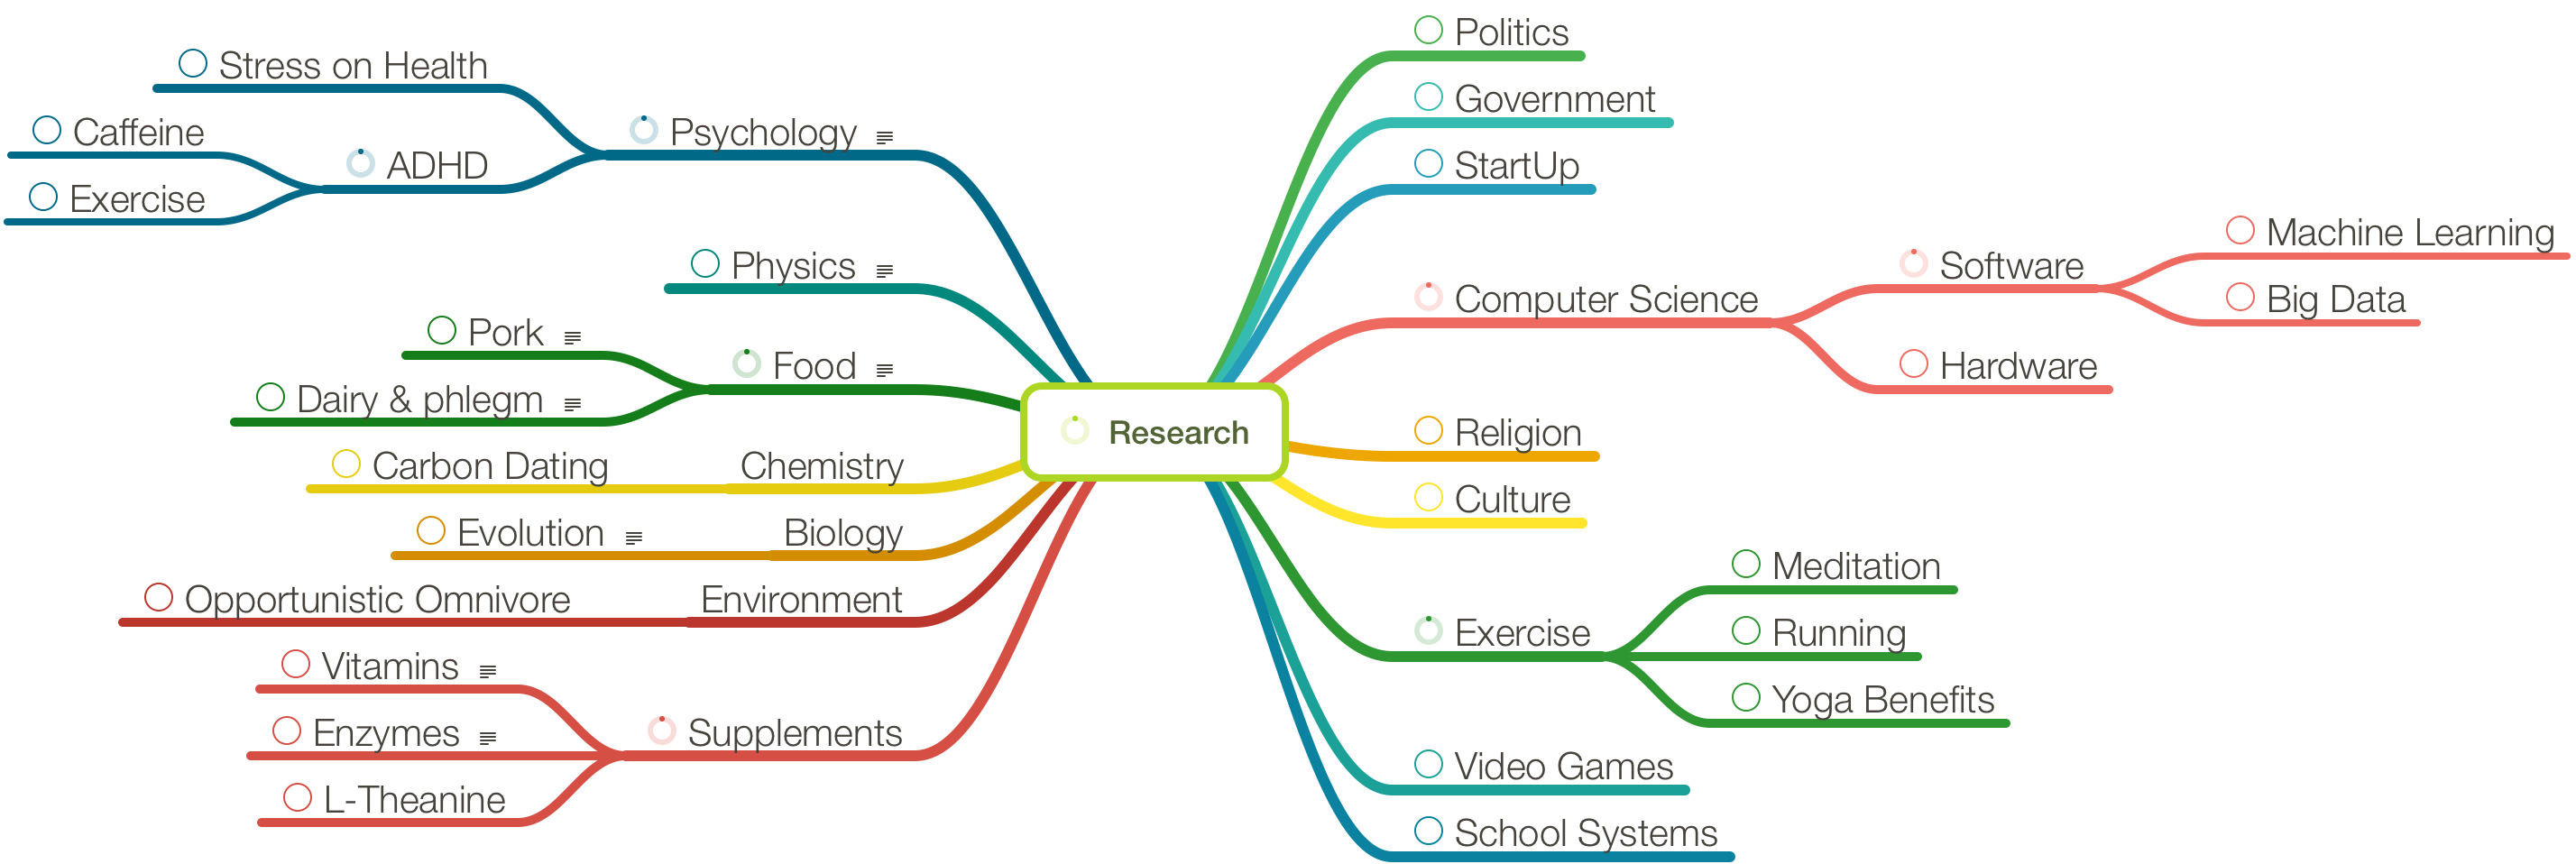 Research
Psychology
Stress on Health
ADHD
Caffeine
Exercise
Physics
Food
Pork
Dairy & phlegm
Chemistry
Carbon Dating
Biology
Evolution
Environment
Opportunistic Omnivore
Supplements
Vitamins
Enzymes
L-Theanine
Politics
Government
StartUp
Computer Science
Software
Machine Learning
Big Data
Hardware
Religion
Culture
Exercise
Meditation
Running
Yoga Benefits
Video Games
School Systems